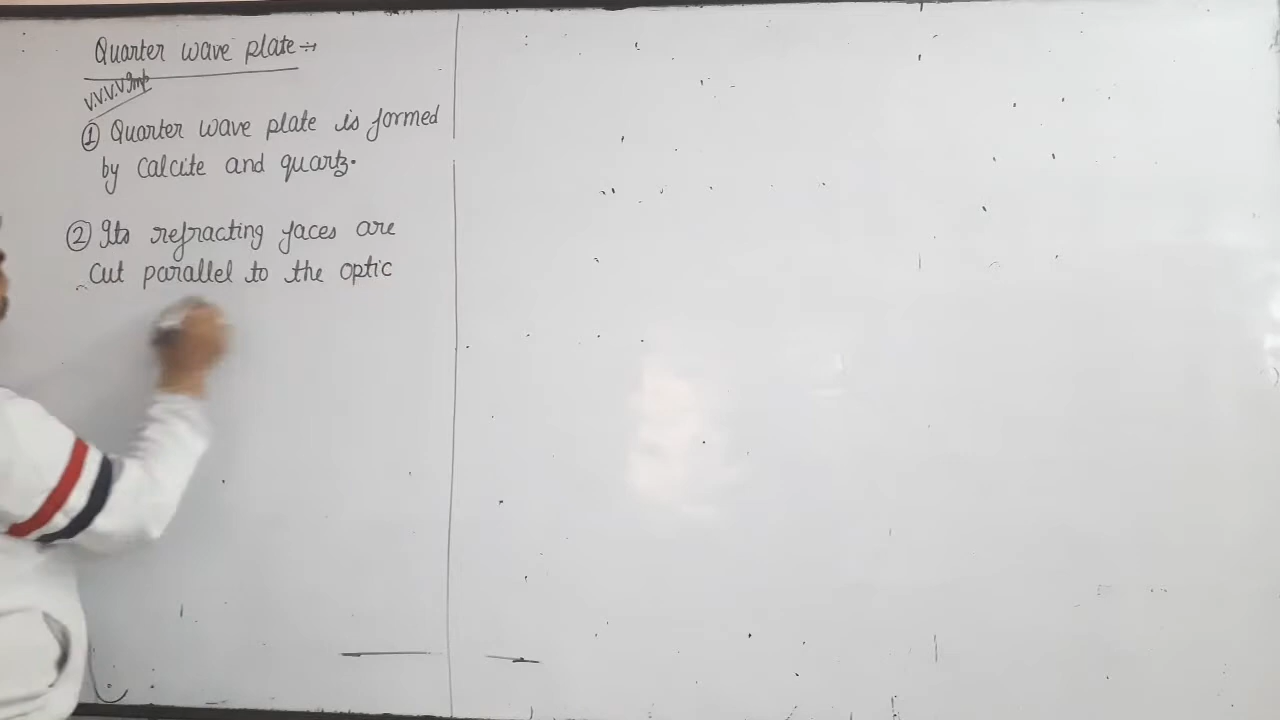 Quarter wave plate ÷
V.V.V.V Imp
① Quarter wave plate is formed
by calcite and quartz.
② Its refracting faces are
cut parallel to the optic